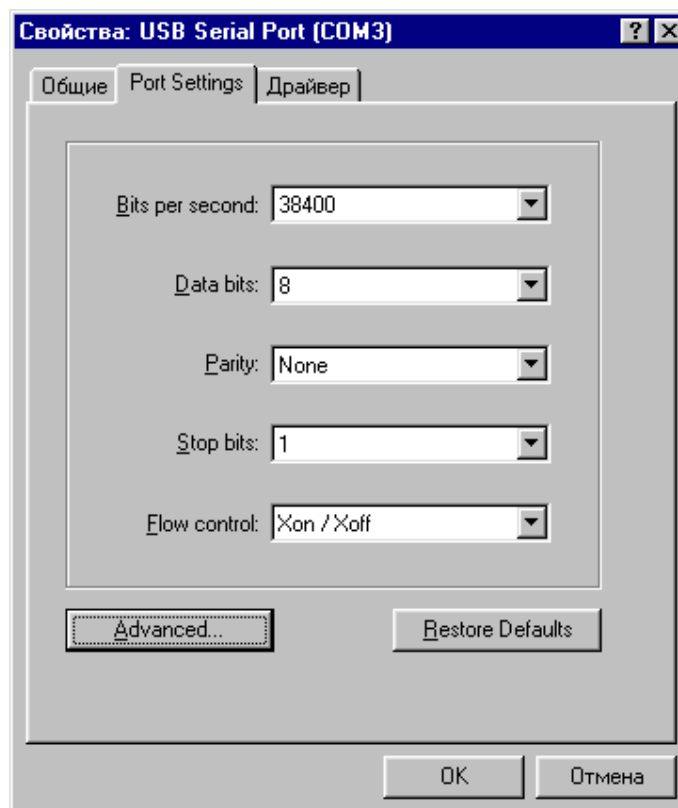 Свойства: USB Serial Port (COM3)
Общие Port Settings Драйвер
Bits per second: 38400
Data bits: 8
Parity: None
Stop bits: 1
Flow control: Xon / Xoff
Advanced... Restore Defaults
OK Отмена